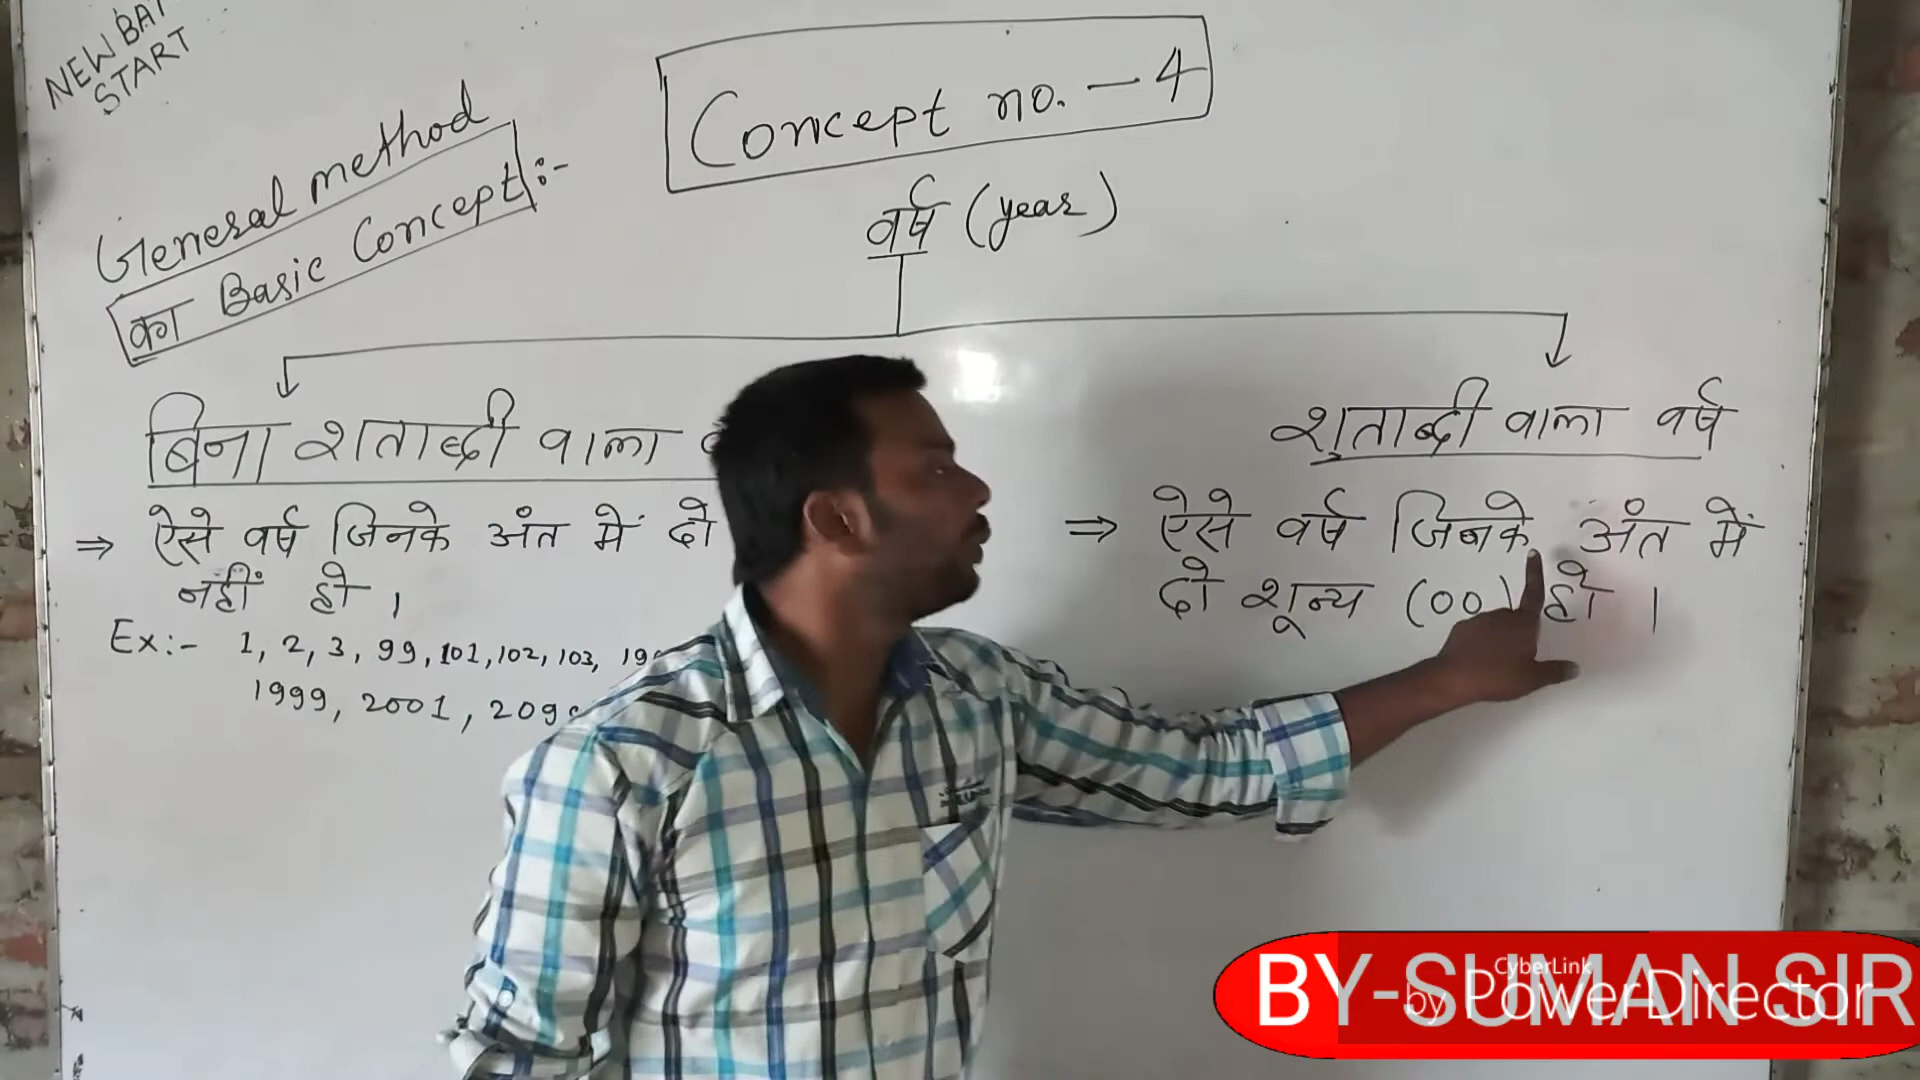 NEW BAT
START
General method
का Basic Concept :-
Concept no. - 4
वर्ष (year)
बिना शताब्दी वाला
⇒ ऐसे वर्ष जिनके अंत में दो
नहीं हो ।
Ex:- 1, 2, 3, 99, 101, 102, 103, 19
1999, 2001, 209
शताब्दी वाला वर्ष
⇒ ऐसे वर्ष जिनके अंत में
दो शून्य (00) हो ।
BY-SUMAN SIR
CyberLink
by PowerDirector